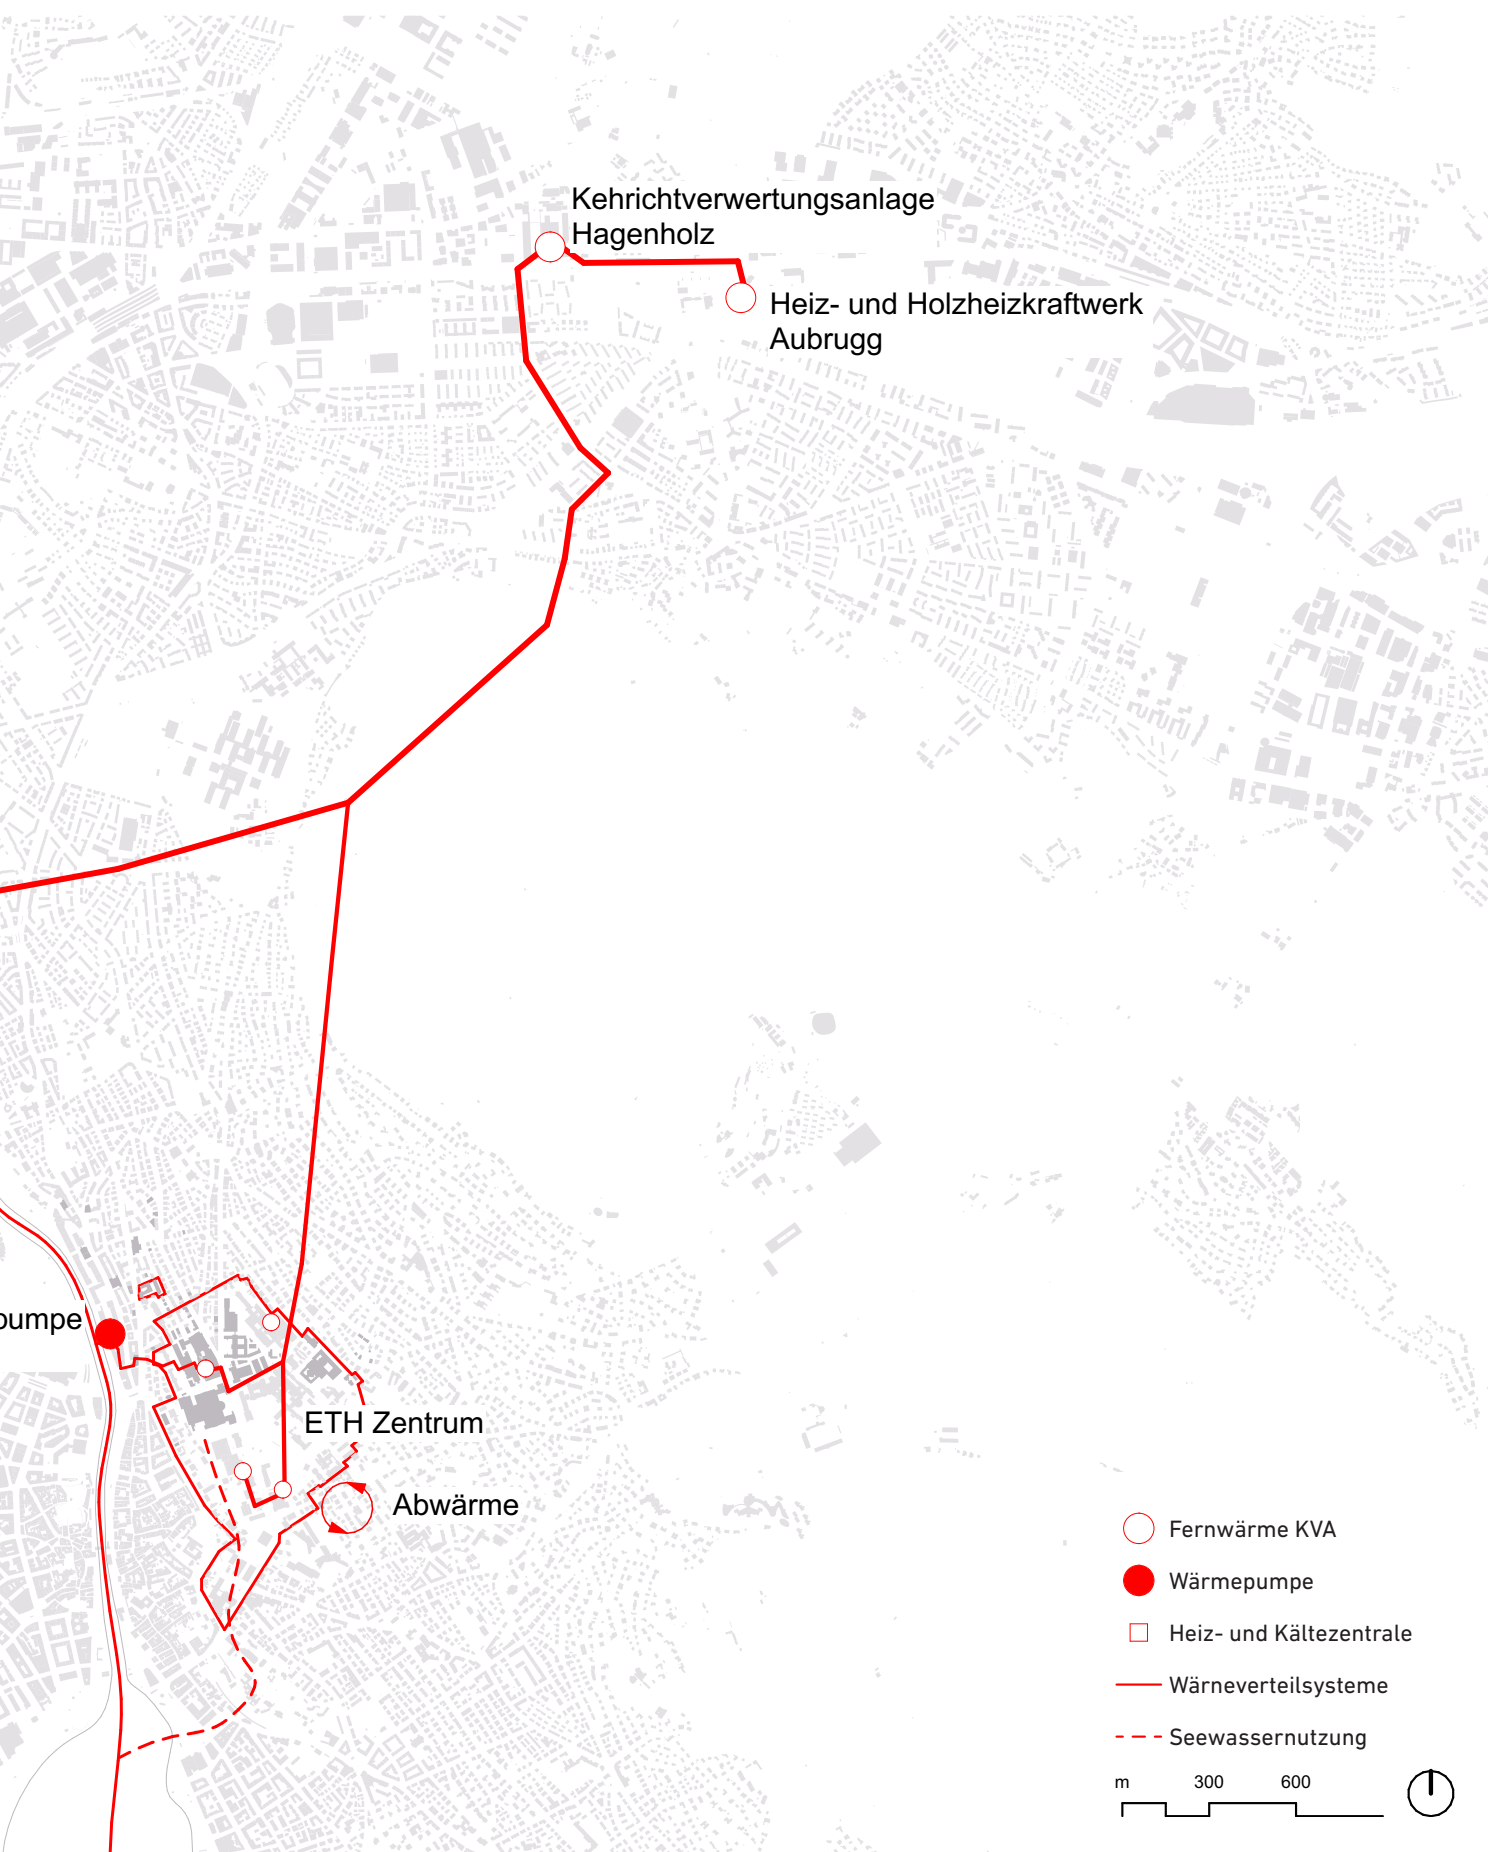 Kehrichtverwertungsanlage
Hagenholz
Heiz- und Holzheizkraftwerk
Aubrugg
pumpe
ETH Zentrum
Abwärme
Fernwärme KVA
Wärmepumpe
Heiz- und Kältezentrale
Wärneverteilsysteme
Seewassernutzung
m 300 600